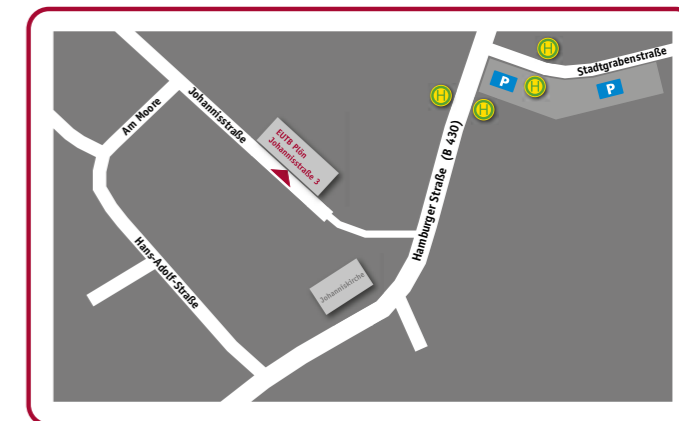 H
Stadtgrabenstraße
P
H
P
H
H
Johannisstraße
Am Moore
EUTB Plön
Johannisstraße 3
Hamburger Straße (B 430)
Hans-Adolf-Straße
Johanniskirche